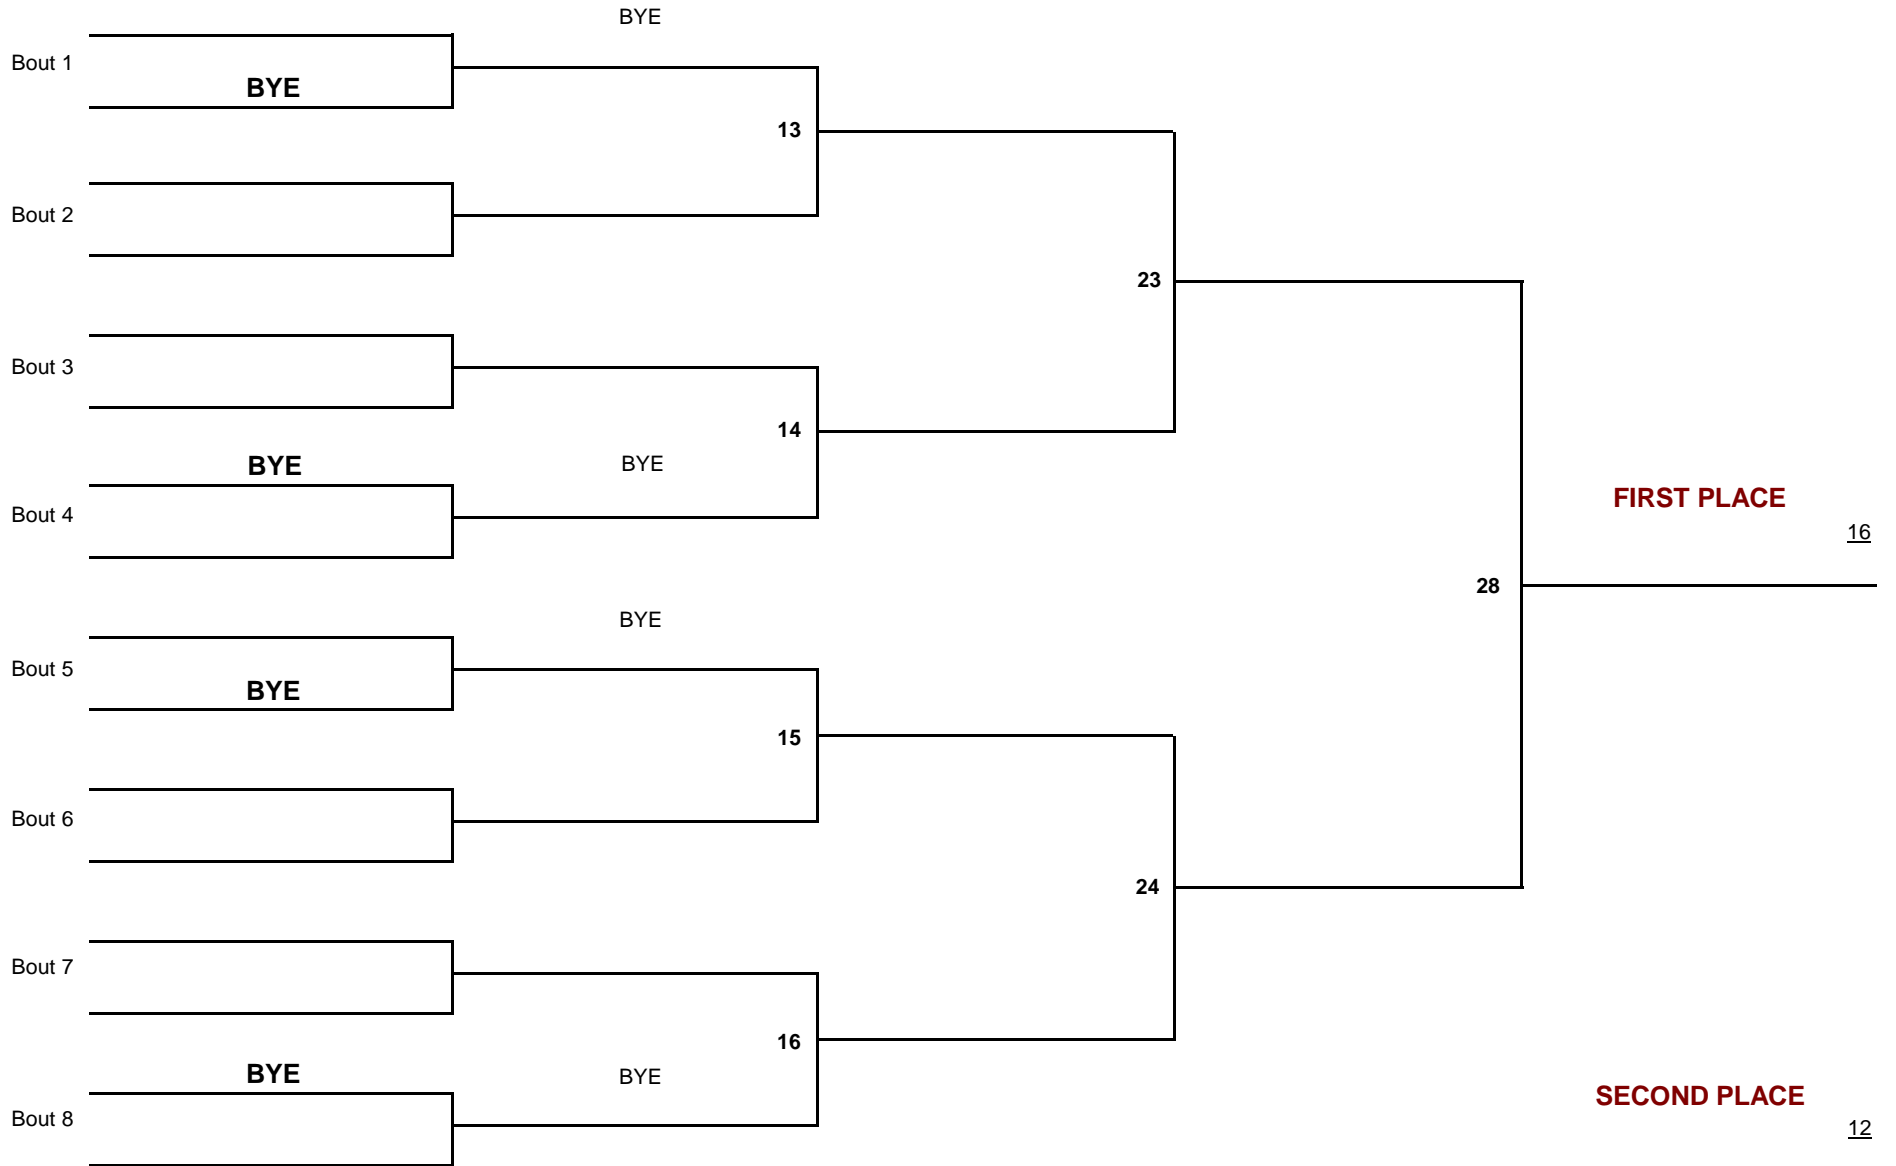 BYE
Bout 1
BYE
13
Bout 2
23
Bout 3
14
BYE
BYE
FIRST PLACE
Bout 4
16
28
BYE
Bout 5
BYE
15
Bout 6
24
Bout 7
16
BYE
BYE
SECOND PLACE
Bout 8
12